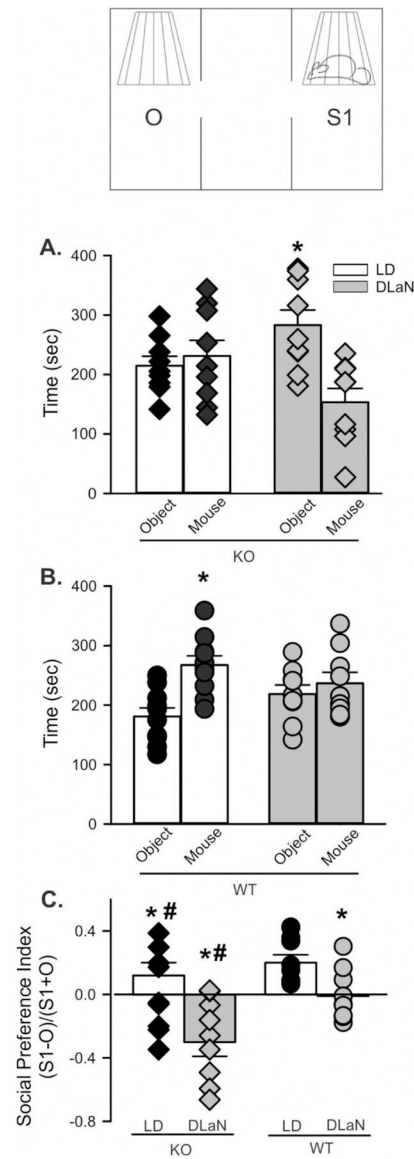 O
S1
A.
400
300
200
100
0
Time (sec)
*
LD
DLaN
Object
Mouse
Object
Mouse
KO
B.
400
300
200
100
0
Time (sec)
*
Object
Mouse
Object
Mouse
WT
C.
0.4
0.0
-0.4
-0.8
Social Preference Index
(S1-O)/(S1+O)
*#
*#
*
LD
DLaN
LD
DLaN
KO
WT